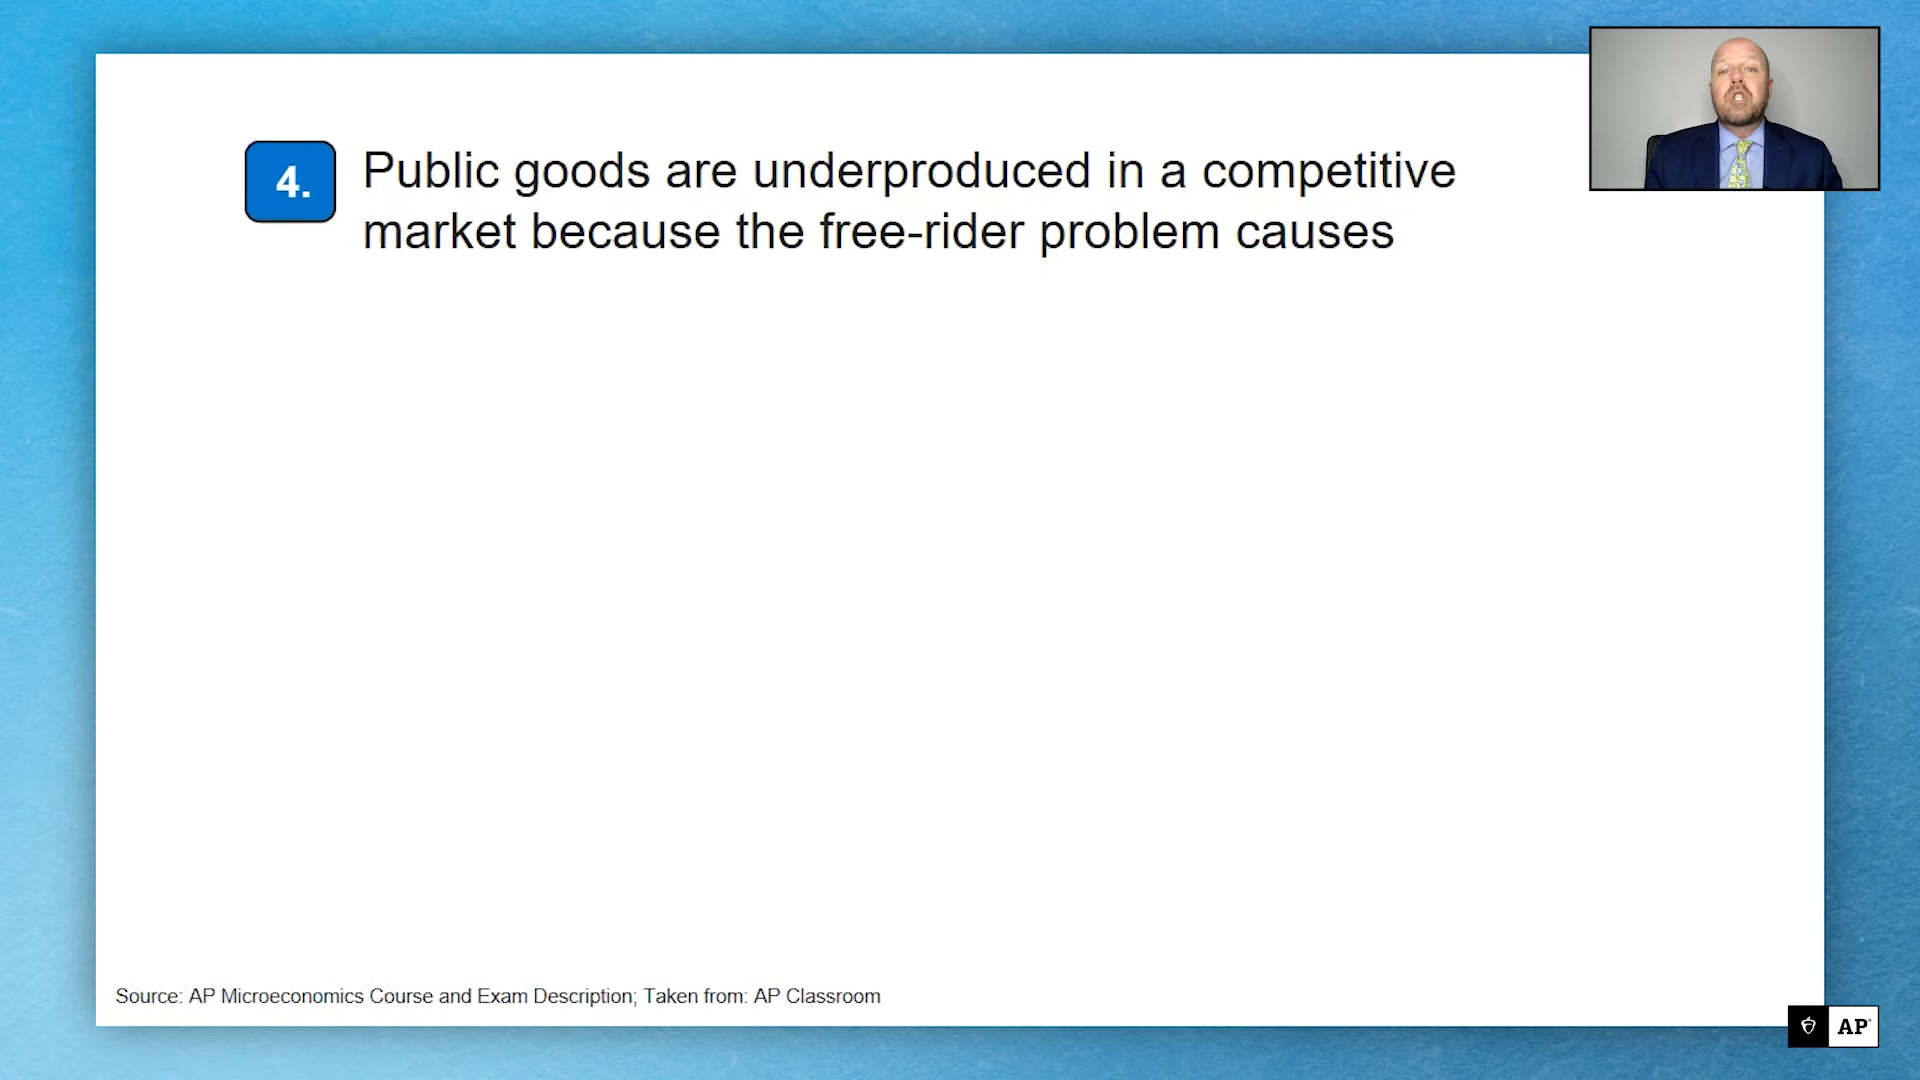 4.
Public goods are underproduced in a competitive
market because the free-rider problem causes
Source: AP Microeconomics Course and Exam Description; Taken from: AP Classroom
AP